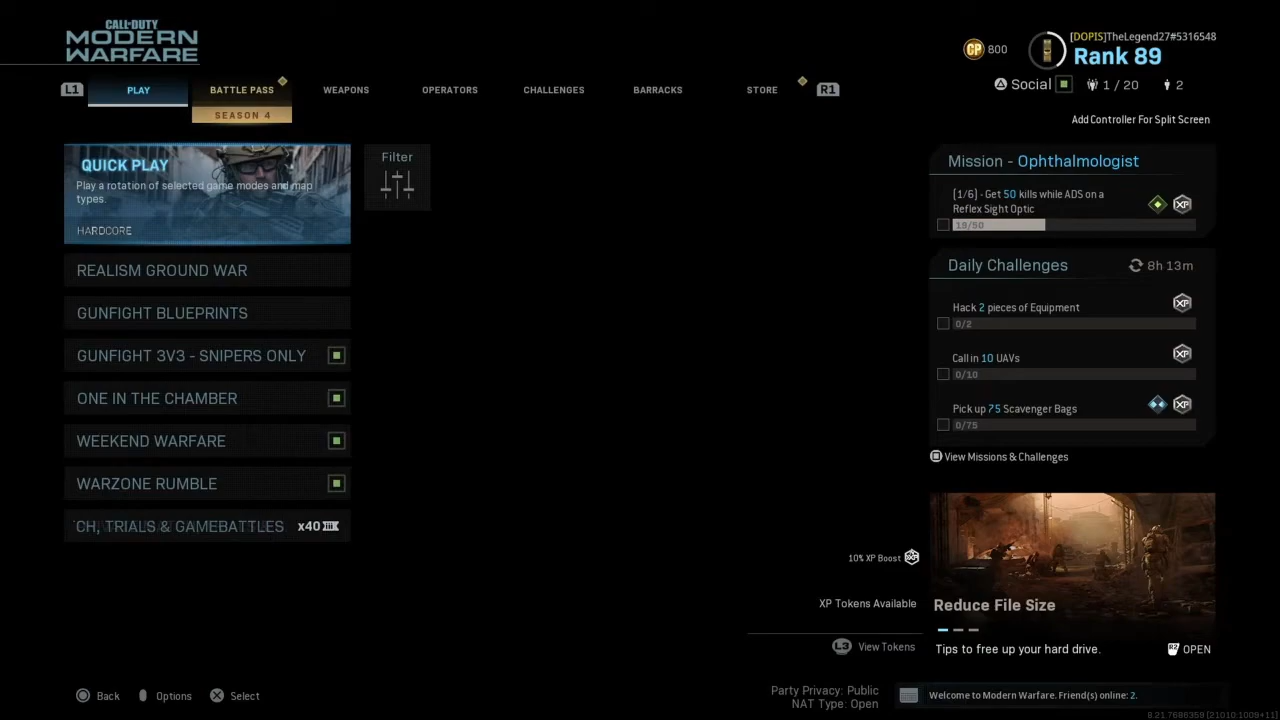 CALL OF DUTY
MODERN
WARFARE
CP 800
[DOPIS]TheLegend27#5316548
Rank 89
L1
PLAY
BATTLE PASS
SEASON 4
WEAPONS
OPERATORS
CHALLENGES
BARRACKS
STORE
R1
Social
1 / 20
2
Add Controller For Split Screen
QUICK PLAY
Play a rotation of selected game modes and map
types.
HARDCORE
Filter
REALISM GROUND WAR
GUNFIGHT BLUEPRINTS
GUNFIGHT 3V3 - SNIPERS ONLY
ONE IN THE CHAMBER
WEEKEND WARFARE
WARZONE RUMBLE
CH, TRIALS & GAMEBATTLES x40
Mission - Ophthalmologist
(1/6) - Get 50 kills while ADS on a
Reflex Sight Optic
XP
19/50
Daily Challenges
8h 13m
Hack 2 pieces of Equipment
XP
0/2
Call in 10 UAVs
XP
0/10
Pick up 75 Scavenger Bags
XP
0/75
View Missions & Challenges
10% XP Boost
XP Tokens Available
L3 View Tokens
Reduce File Size
Tips to free up your hard drive.
R2 OPEN
Back
Options
Select
Party Privacy: Public
NAT Type: Open
Welcome to Modern Warfare. Friend(s) online: 2.